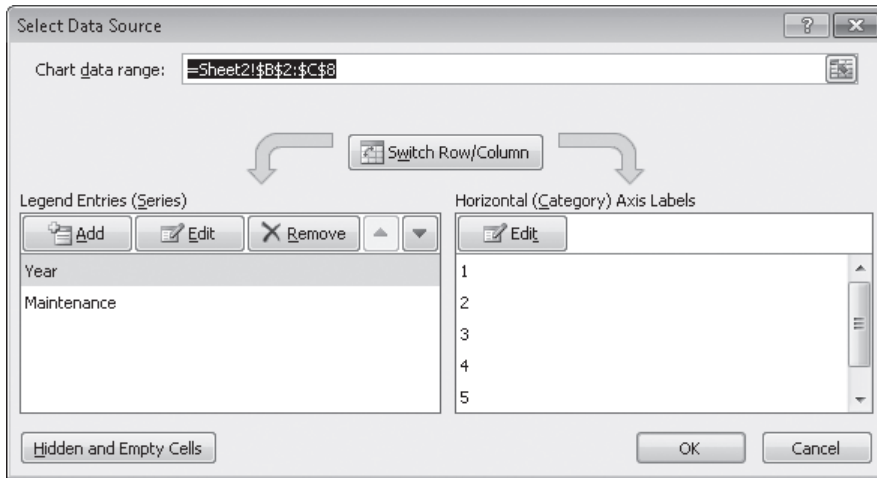 Select Data Source
Chart data range: =Sheet2!$B$2:$C$8
Switch Row/Column
Legend Entries (Series)
Add Edit Remove
Year
Maintenance
Horizontal (Category) Axis Labels
Edit
1
2
3
4
5
Hidden and Empty Cells
OK Cancel